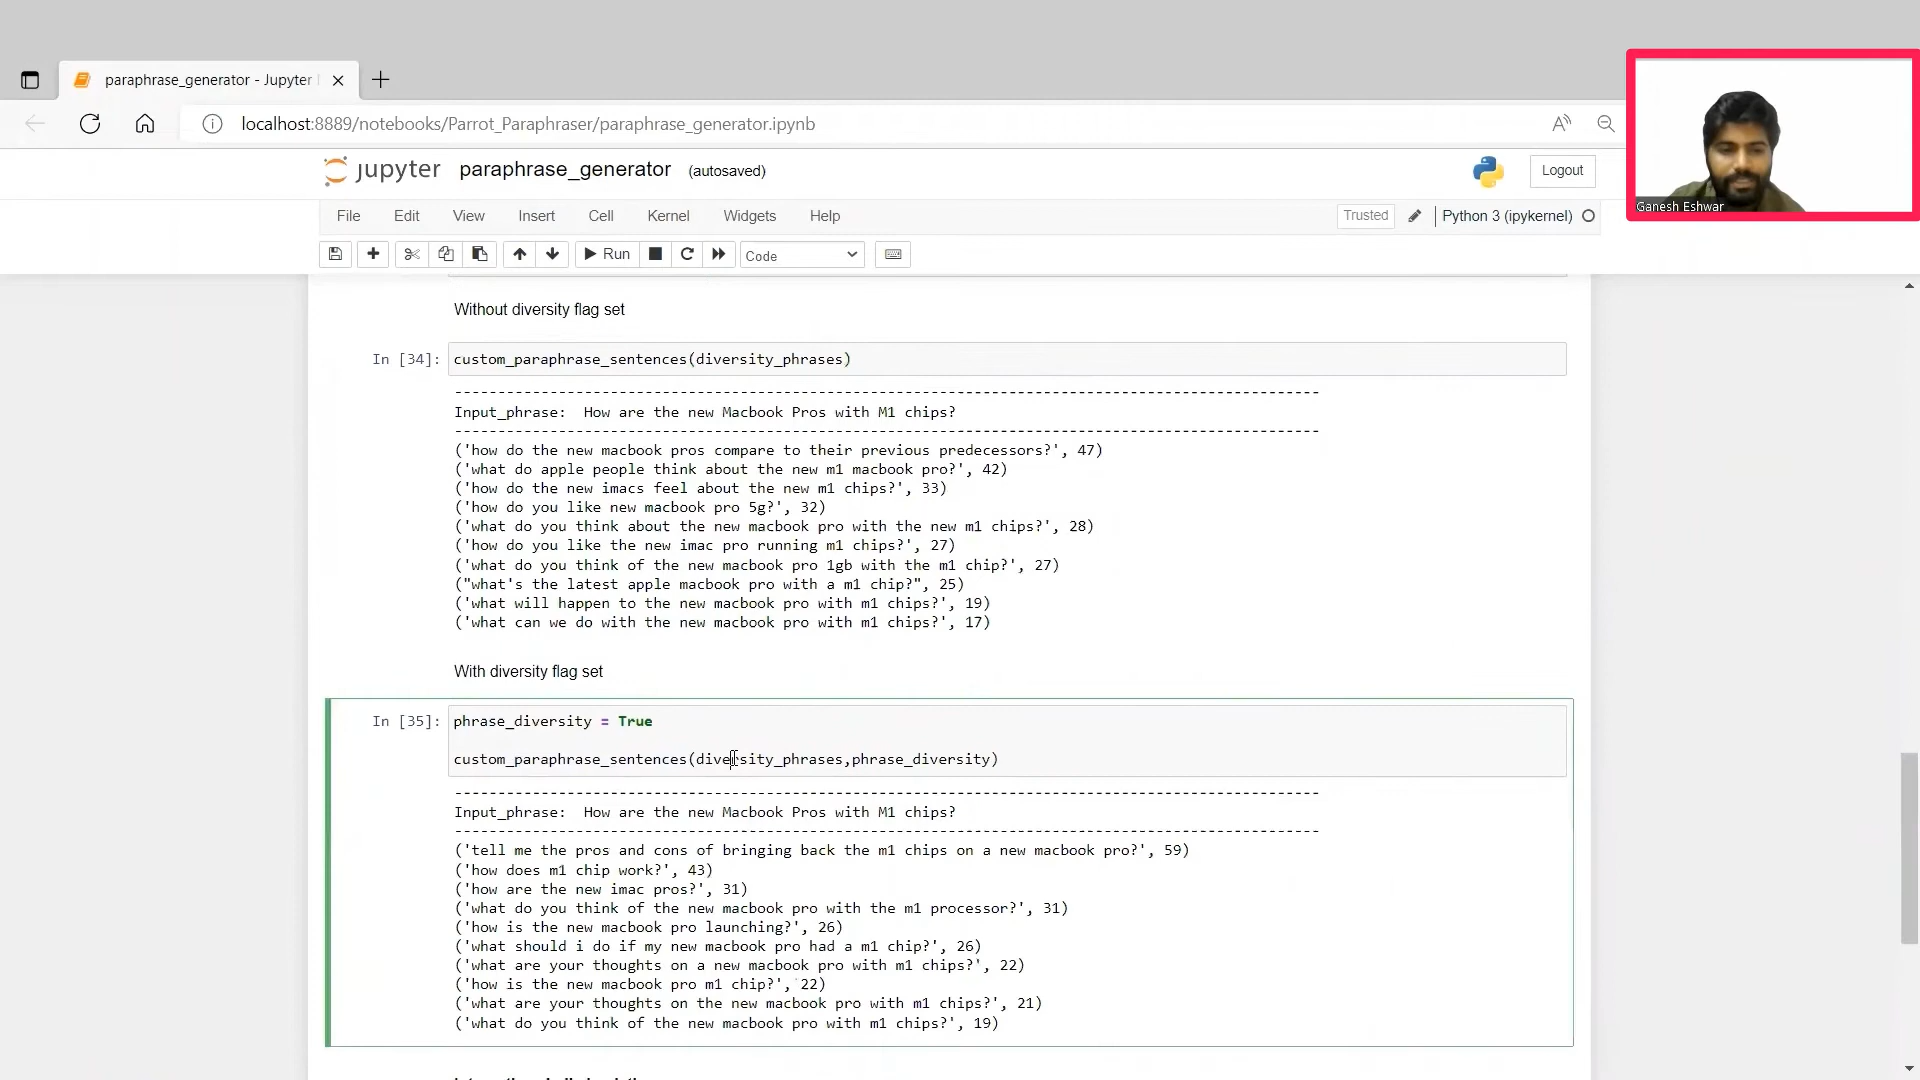 paraphrase_generator - Jupyter
localhost:8889/notebooks/Parrot_Paraphraser/paraphrase_generator.ipynb
Ganesh Eshwar
jupyter paraphrase_generator (autosaved)
Logout
File Edit View Insert Cell Kernel Widgets Help
Trusted Python 3 (ipykernel)
Run Code
Without diversity flag set
In [34]: custom_paraphrase_sentences(diversity_phrases)
----------------------------------------------------------------------------------------------------
Input_phrase:  How are the new Macbook Pros with M1 chips?
----------------------------------------------------------------------------------------------------
('how do the new macbook pros compare to their previous predecessors?', 47)
('what do apple people think about the new m1 macbook pro?', 42)
('how do the new imacs feel about the new m1 chips?', 33)
('how do you like new macbook pro 5g?', 32)
('what do you think about the new macbook pro with the new m1 chips?', 28)
('how do you like the new imac pro running m1 chips?', 27)
('what do you think of the new macbook pro 1gb with the m1 chip?', 27)
("what's the latest apple macbook pro with a m1 chip?", 25)
('what will happen to the new macbook pro with m1 chips?', 19)
('what can we do with the new macbook pro with m1 chips?', 17)
With diversity flag set
In [35]: phrase_diversity = True
custom_paraphrase_sentences(diversity_phrases,phrase_diversity)
----------------------------------------------------------------------------------------------------
Input_phrase:  How are the new Macbook Pros with M1 chips?
----------------------------------------------------------------------------------------------------
('tell me the pros and cons of bringing back the m1 chips on a new macbook pro?', 59)
('how does m1 chip work?', 43)
('how are the new imac pros?', 31)
('what do you think of the new macbook pro with the m1 processor?', 31)
('how is the new macbook pro launching?', 26)
('what should i do if my new macbook pro had a m1 chip?', 26)
('what are your thoughts on a new macbook pro with m1 chips?', 22)
('how is the new macbook pro m1 chip?', 22)
('what are your thoughts on the new macbook pro with m1 chips?', 21)
('what do you think of the new macbook pro with m1 chips?', 19)